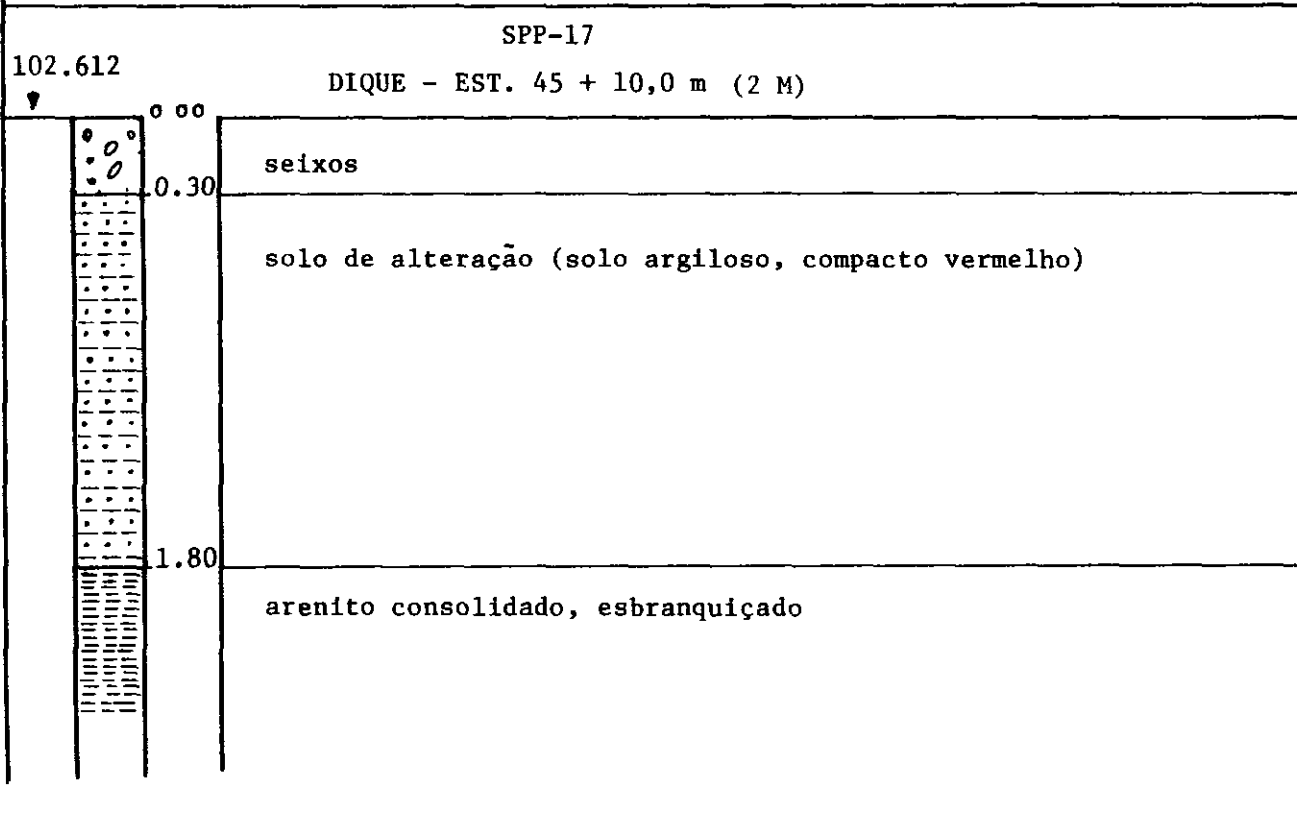 SPP-17
102.612
DIQUE - EST. 45 + 10,0 m (2 M)
0 00
seixos
0.30
solo de alteração (solo argiloso, compacto vermelho)
1.80
arenito consolidado, esbranquiçado